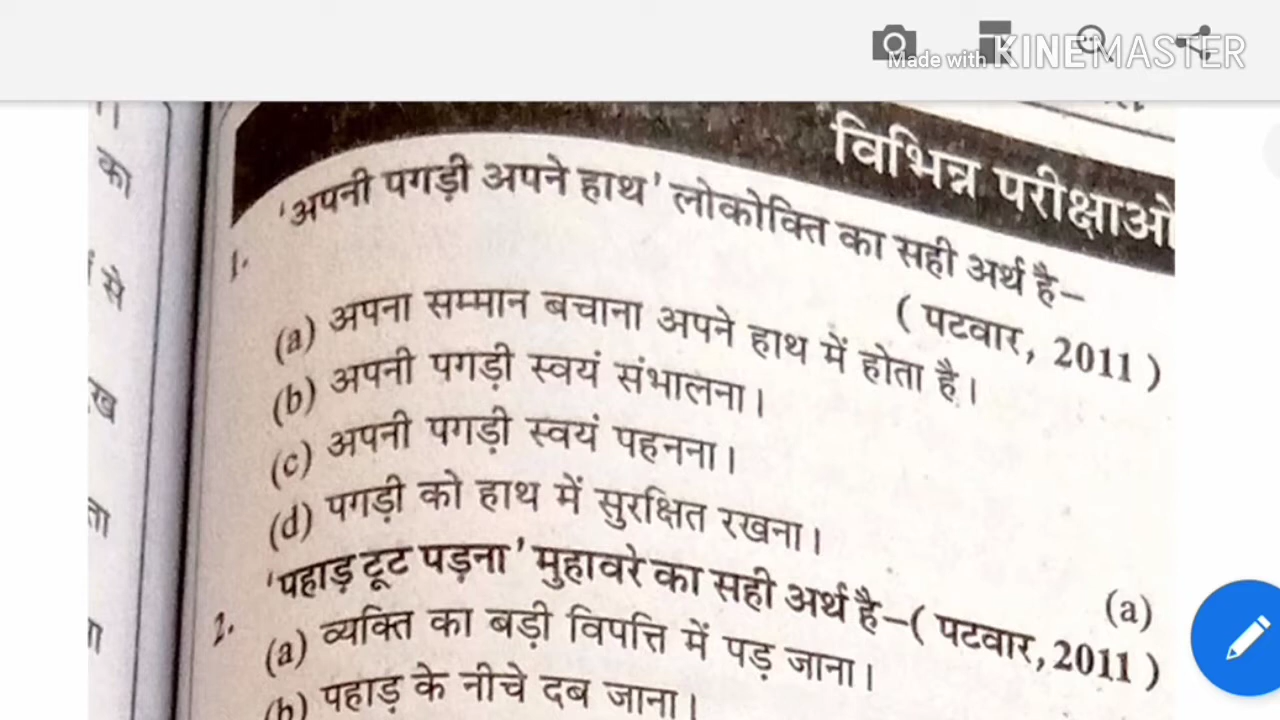 Made with KINEMASTER
का
से
विभिन्न परीक्षाओ
1. 'अपनी पगड़ी अपने हाथ' लोकोक्ति का सही अर्थ है–
( पटवार, 2011 )
(a) अपना सम्मान बचाना अपने हाथ में होता है।
(b) अपनी पगड़ी स्वयं संभालना।
(c) अपनी पगड़ी स्वयं पहनना।
(d) पगड़ी को हाथ में सुरक्षित रखना।
(a)
2. 'पहाड़ टूट पड़ना' मुहावरे का सही अर्थ है–( पटवार, 2011 )
(a) व्यक्ति का बड़ी विपत्ति में पड़ जाना।
(b) पहाड़ के नीचे दब जाना।